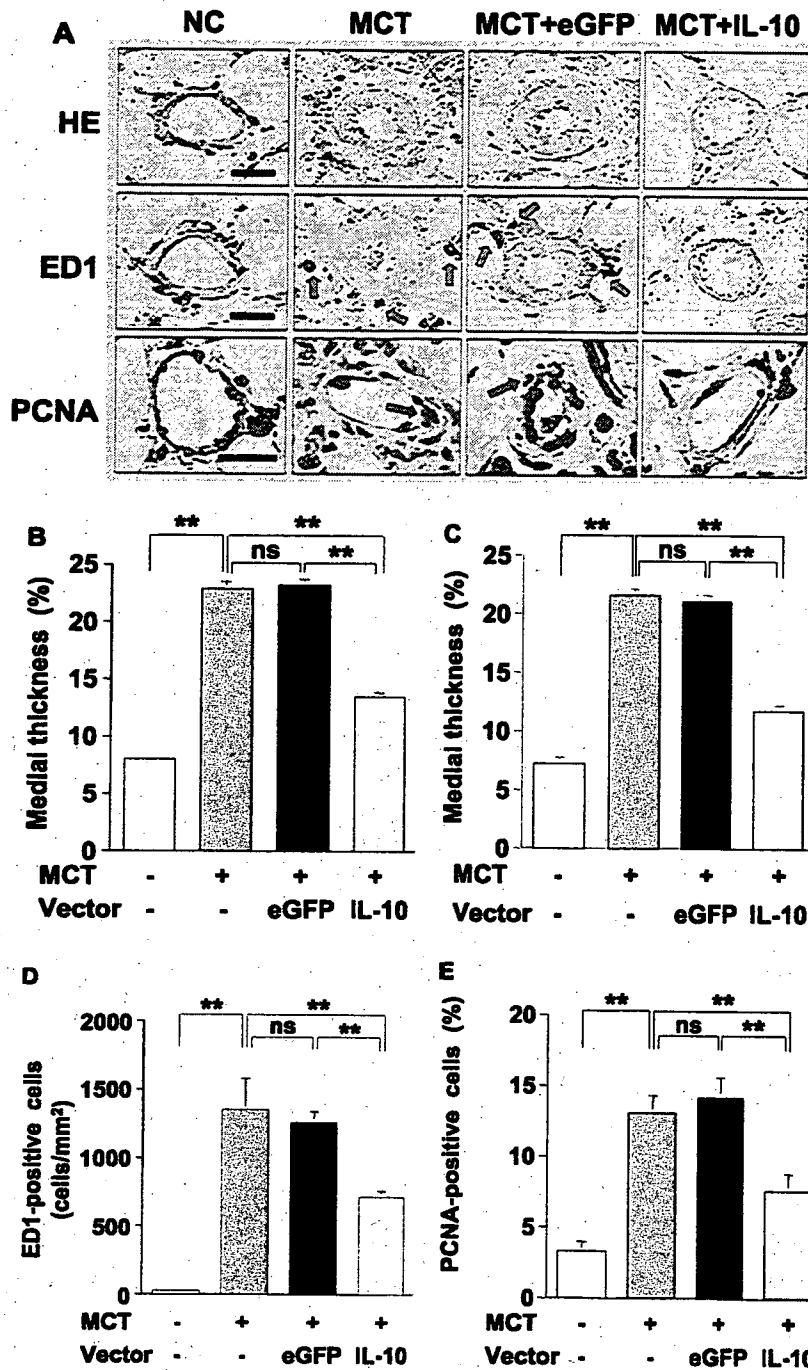 A NC MCT MCT+eGFP MCT+IL-10
HE
ED1
PCNA
B
** **
ns **
Medial thickness (%)
25
20
15
10
5
0
MCT - + + +
Vector - - eGFP IL-10
C
** **
ns **
Medial thickness (%)
25
20
15
10
5
0
MCT - + + +
Vector - - eGFP IL-10
D
** **
ns **
ED1-positive cells
(cells/mm²)
2000
1500
1000
500
0
MCT - + + +
Vector - - eGFP IL-10
E
** **
ns **
PCNA-positive cells (%)
20
15
10
5
0
MCT - + + +
Vector - - eGFP IL-10